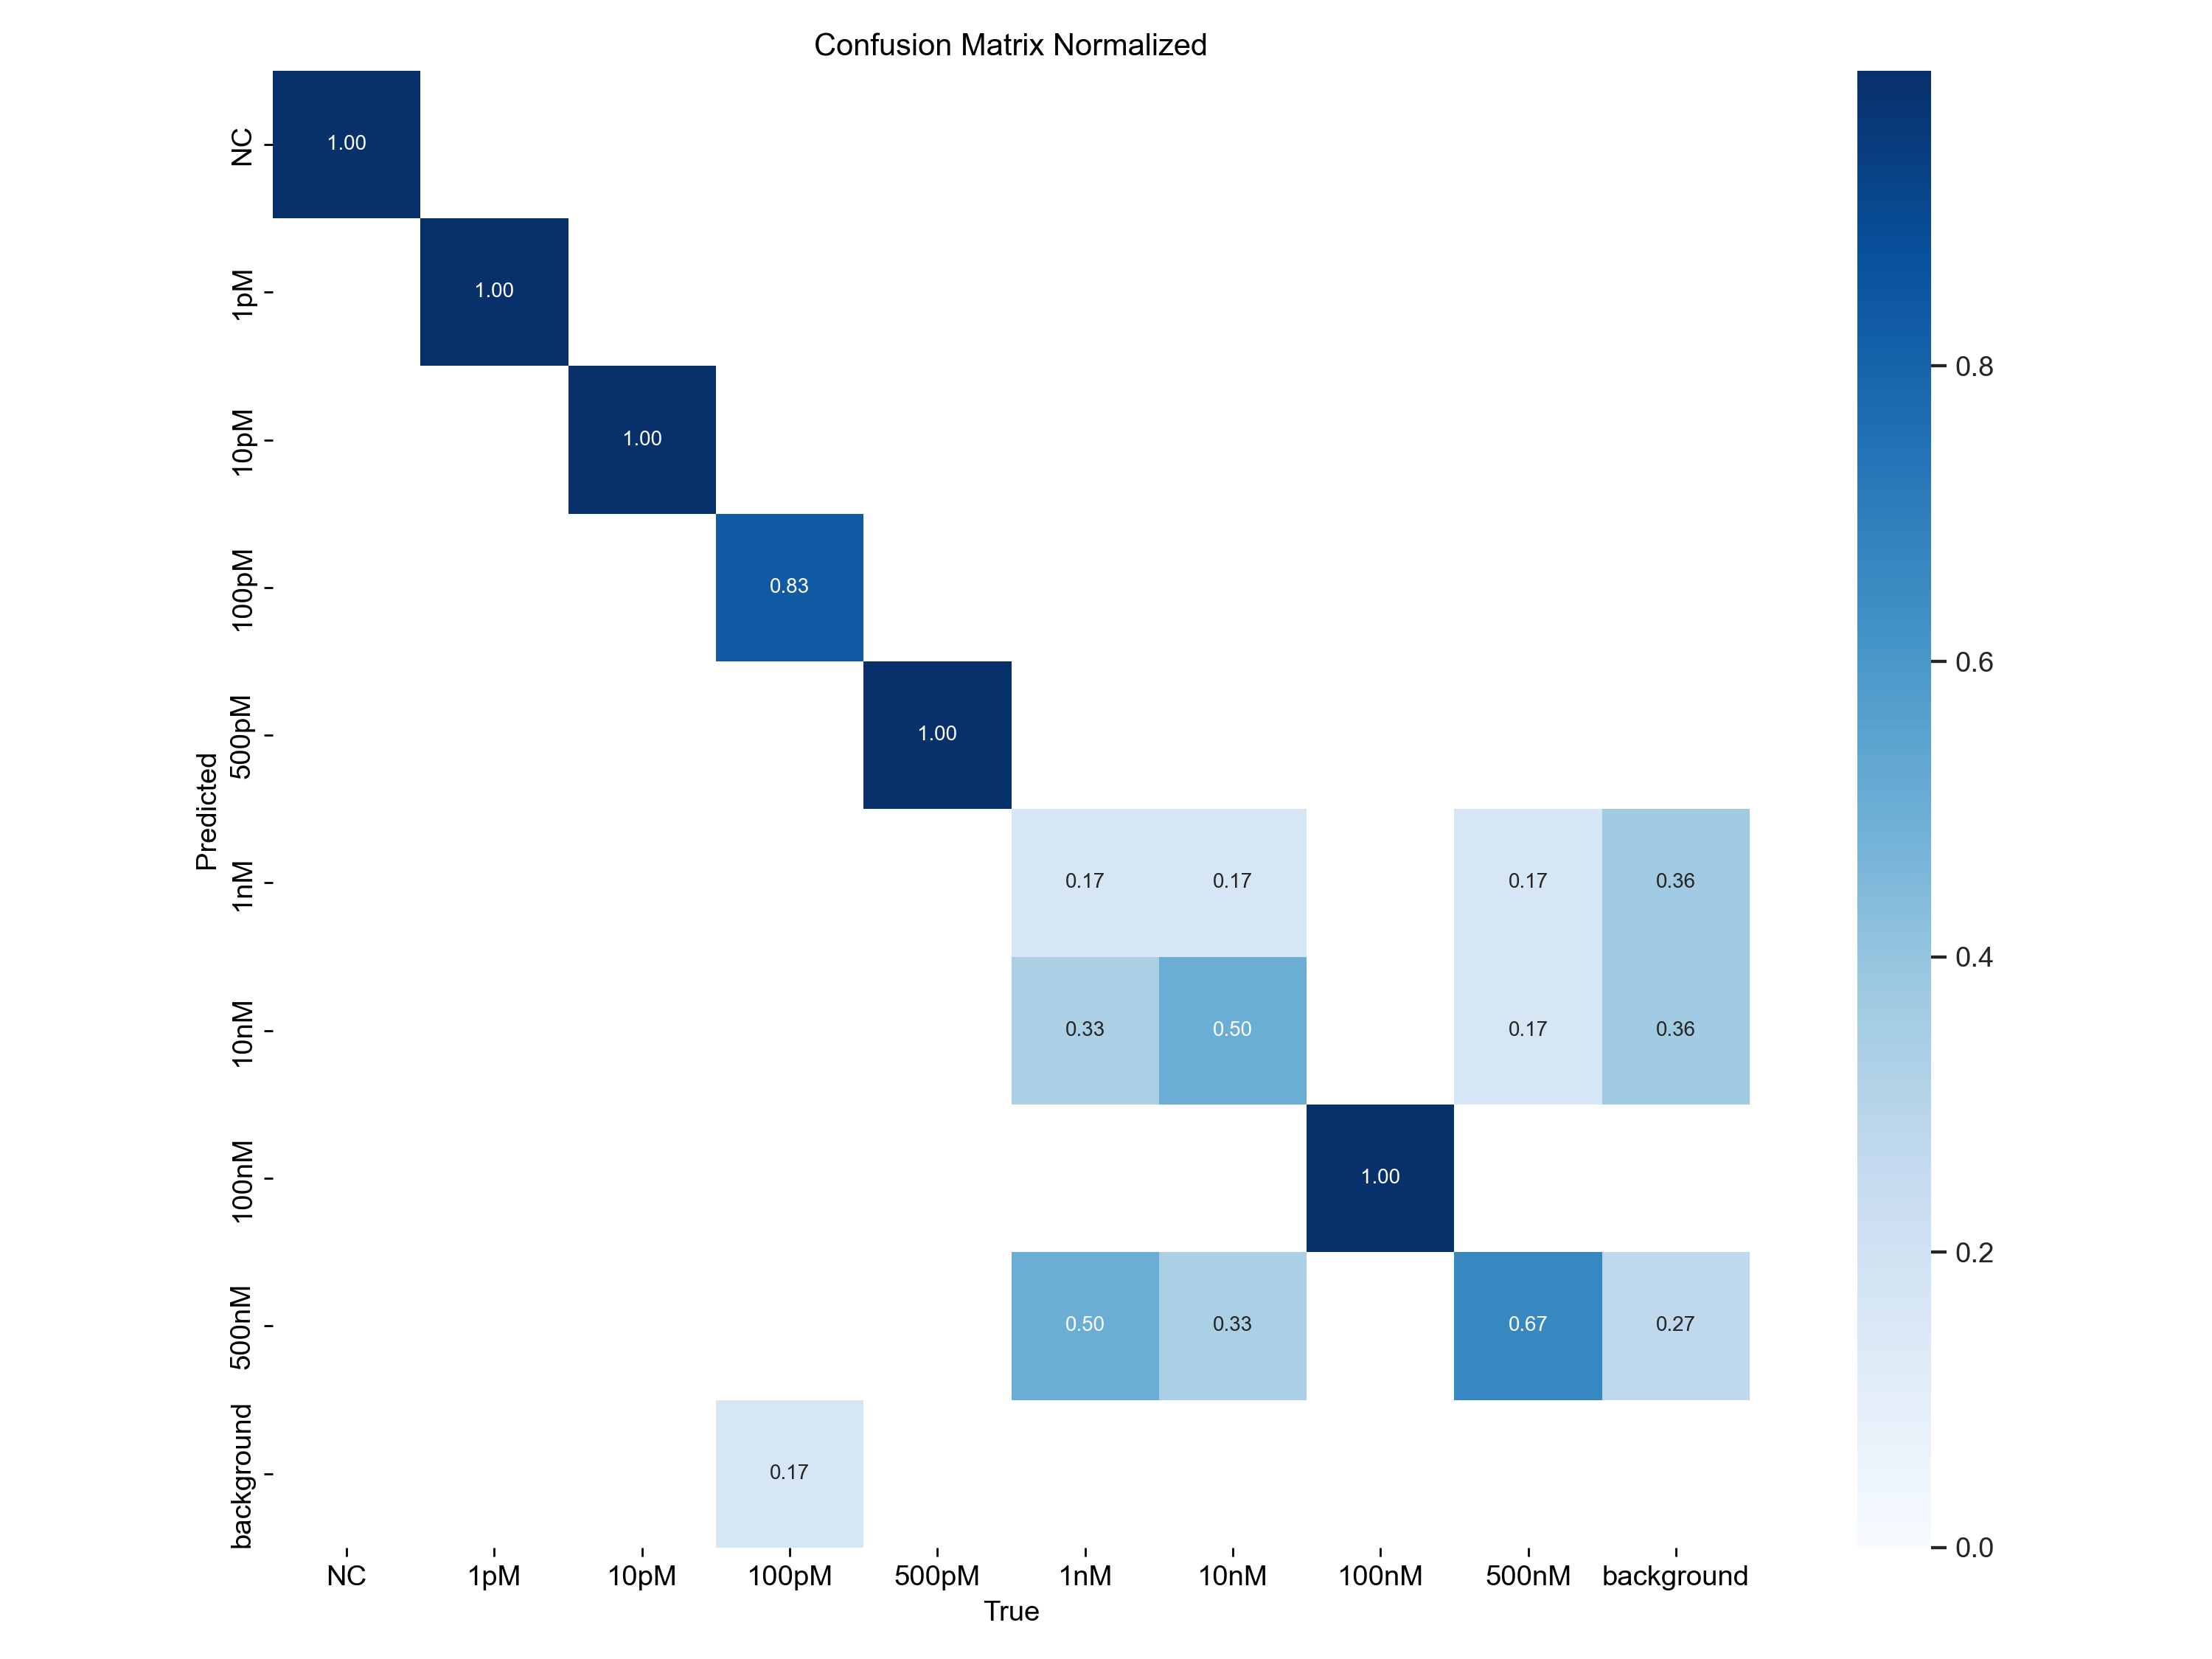 Confusion Matrix Normalized
NC
1.00
1pM
1.00
0.8
10pM
1.00
100pM
0.83
0.6
500pM
1.00
Predicted
1nM
0.17 0.17 0.17 0.36
0.4
10nM
0.33 0.50 0.17 0.36
100nM
1.00
0.2
500nM
0.50 0.33 0.67 0.27
background
0.17
0.0
NC 1pM 10pM 100pM 500pM 1nM 10nM 100nM 500nM background
True